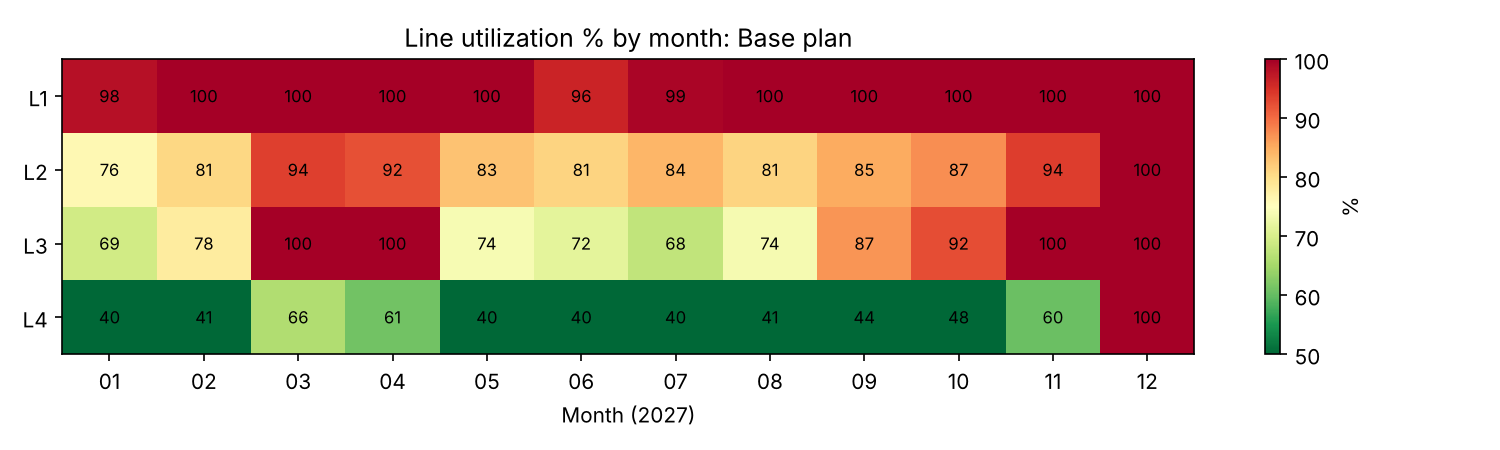 Line utilization % by month: Base plan
L1 98 100 100 100 100 96 99 100 100 100 100 100
L2 76 81 94 92 83 81 84 81 85 87 94 100
L3 69 78 100 100 74 72 68 74 87 92 100 100
L4 40 41 66 61 40 40 40 41 44 48 60 100
01 02 03 04 05 06 07 08 09 10 11 12
Month (2027)
100
90
80
70
60
50
%